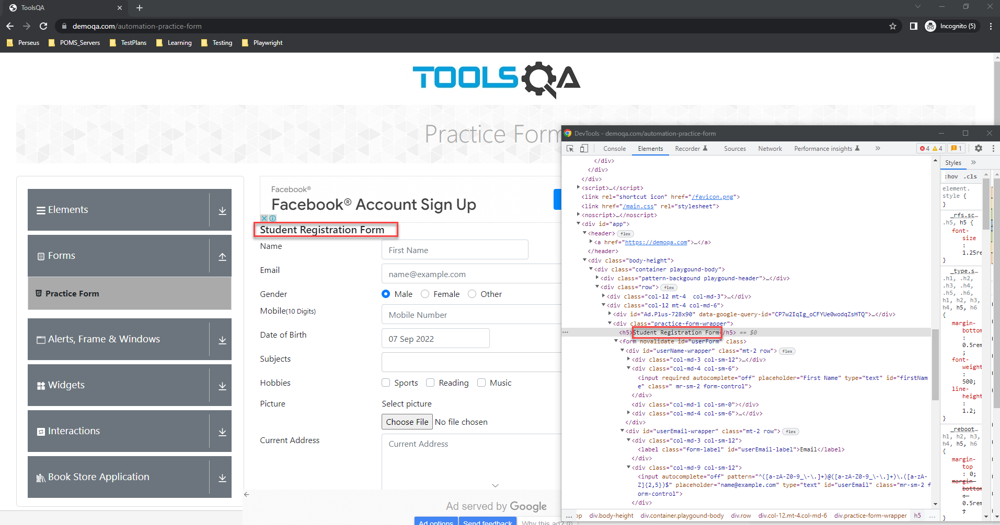 ToolsQA
demoqa.com/automation-practice-form
Incognito (5)
Perseus POMS_Servers TestPlans Learning Testing Playwright
TOOLSQA
Practice Form
Elements
Forms
Practice Form
Alerts, Frame & Windows
Widgets
Interactions
Book Store Application
Facebook®
Facebook® Account Sign Up
Student Registration Form
Name
First Name
Email
name@example.com
Gender
Male Female Other
Mobile(10 Digits)
Mobile Number
Date of Birth
07 Sep 2022
Subjects
Hobbies
Sports Reading Music
Picture
Select picture
Choose File No file chosen
Current Address
Current Address
Ad served by Google
Ad options Send feedback Why this ad?
DevTools - demoqa.com/automation-practice-form
Console Elements Recorder Sources Network Performance insights » 4 4 1
</div>
</div>
</div>
<script>…</script>
<link rel="shortcut icon" href="/favicon.png">
<link href="/main.css" rel="stylesheet">
<noscript>…</noscript>
<div id="app">
<header> flex
<a href="https://demoqa.com">…</a>
</header>
<div class="body-height">
<div class="container playgound-body">
<div class="pattern-backgound playgound-header">…</div>
<div class="row"> flex
<div class="col-12 mt-4  col-md-3">…</div>
<div class="col-12 mt-4 col-md-6">
<div id="Ad.Plus-728x90" data-google-query-id="CP7w2IqIg_oCFYUe0wodqZsHTQ">…</div>
<div class="practice-form-wrapper">
<h5>Student Registration Form</h5> == $0
<form novalidate id="userForm" class>
<div id="userName-wrapper" class="mt-2 row"> flex
<div class="col-md-3 col-sm-12">…</div>
<div class="col-md-4 col-sm-6">
<input required autocomplete="off" placeholder="First Name" type="text" id="firstNam
e" class=" mr-sm-2 form-control">
</div>
<div class="col-md-1 col-sm-0"></div>
<div class="col-md-4 col-sm-6">…</div>
</div>
<div id="userEmail-wrapper" class="mt-2 row"> flex
<div class="col-md-3 col-sm-12">
<label class="form-label" id="userEmail-label">Email</label>
</div>
<div class="col-md-9 col-sm-12">
<input autocomplete="off" pattern="^([a-zA-Z0-9_\-\.]+)@([a-zA-Z0-9_\-\.]+)\.([a-zA-
Z]{2,5})$" placeholder="name@example.com" type="text" id="userEmail" class="mr-sm-2 f
orm-control">
</div>
... op div.body-height div.container.playgound-body div.row div.col-12.mt-4.col-md-6 div.practice-form-wrapper h5 ...
Styles »
:hov .cls
element.
style {
}
_rfs.sc…
.h5, h5 {
font-
size
:
1.25re
}
_type.s…
.h1, .h2,
.h3, .h4,
.h5, .h6,
h1, h2, h3,
h4, h5, h6
{
margin-
bottom
:
0.5rem
;
font-
weight
:
500;
line-
height
:
1.2;
}
_reboot…
h1, h2, h3,
h4, h5, h6
{
margin-
top
: 0;
margin-
bottom
:
0.5rem
;
}